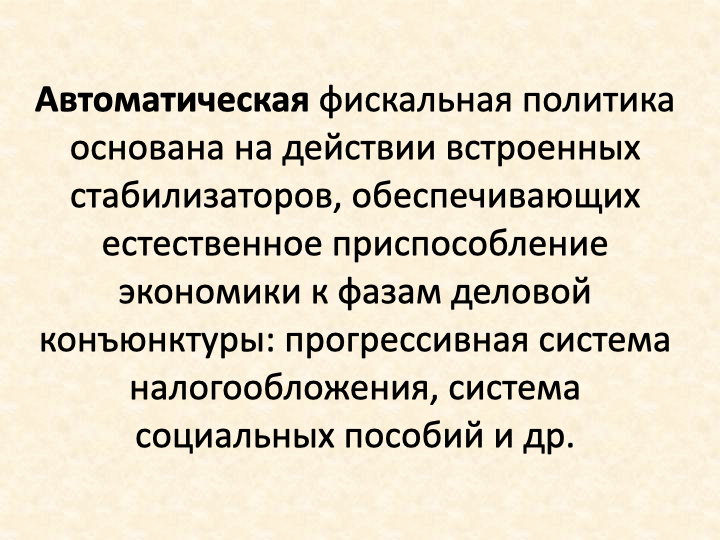 Автоматическая фискальная политика
основана на действии встроенных
стабилизаторов, обеспечивающих
естественное приспособление
экономики к фазам деловой
конъюнктуры: прогрессивная система
налогообложения, система
социальных пособий и др.